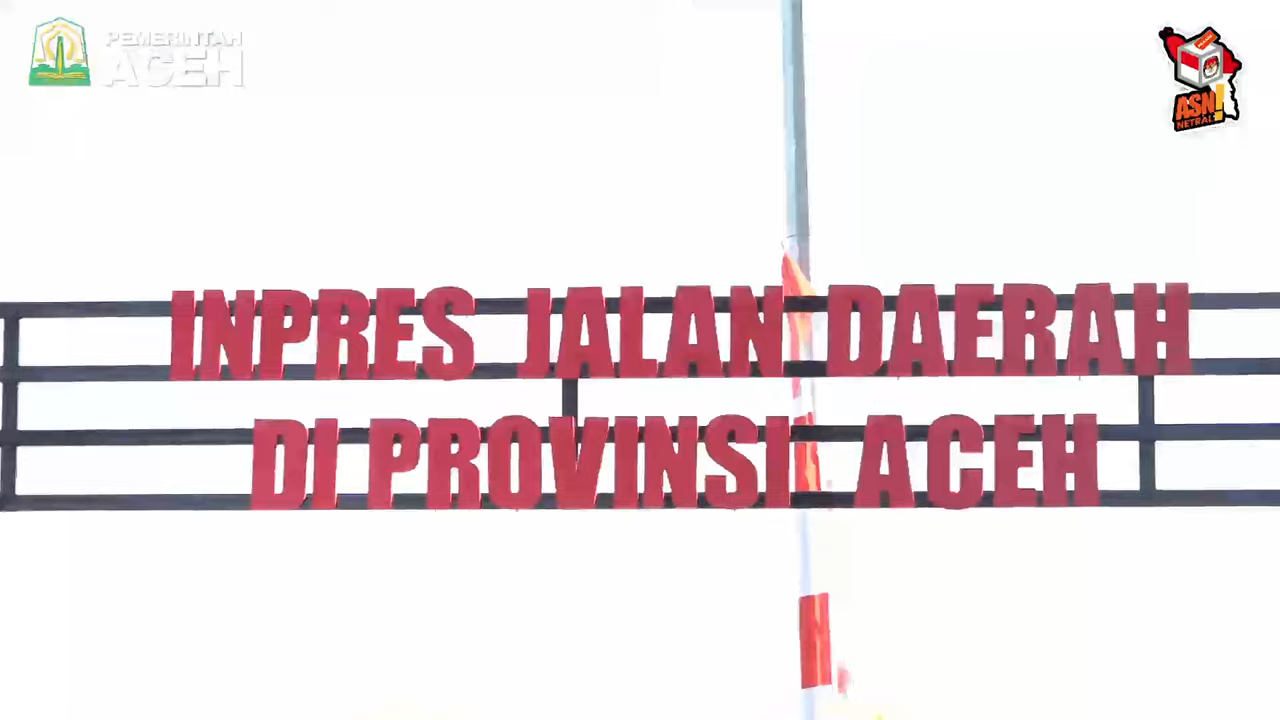 PEMERINTAH
ACEH
ASN!
NETRAL
INPRES JALAN DAERAH
DI PROVINSI ACEH